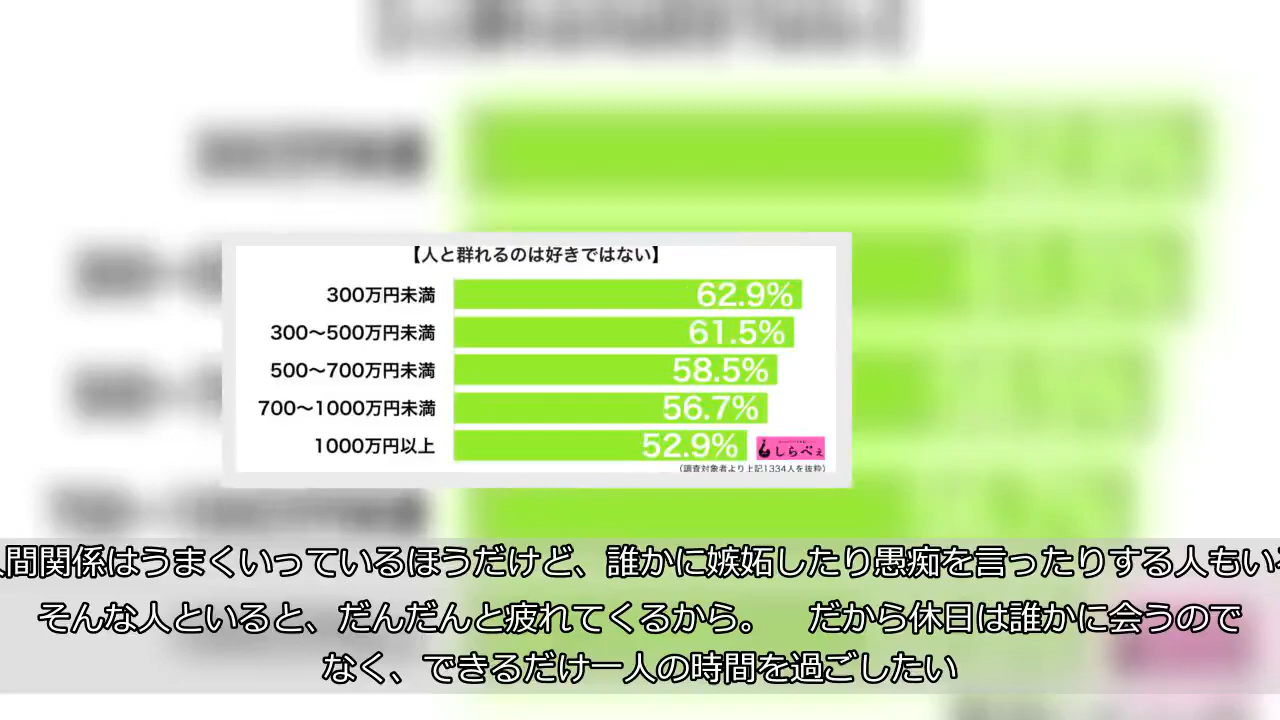 【人と群れるのは好きではない】
300万円未満 62.9%
300〜500万円未満 61.5%
500〜700万円未満 58.5%
700〜1000万円未満 56.7%
1000万円以上 52.9%
しらべぇ
（調査対象者より上記1334人を抜粋）
間関係はうまくいっているほうだけど、誰かに嫉妬したり愚痴を言ったりする人もい
そんな人といると、だんだんと疲れてくるから。 だから休日は誰かに会うので
なく、できるだけ一人の時間を過ごしたい